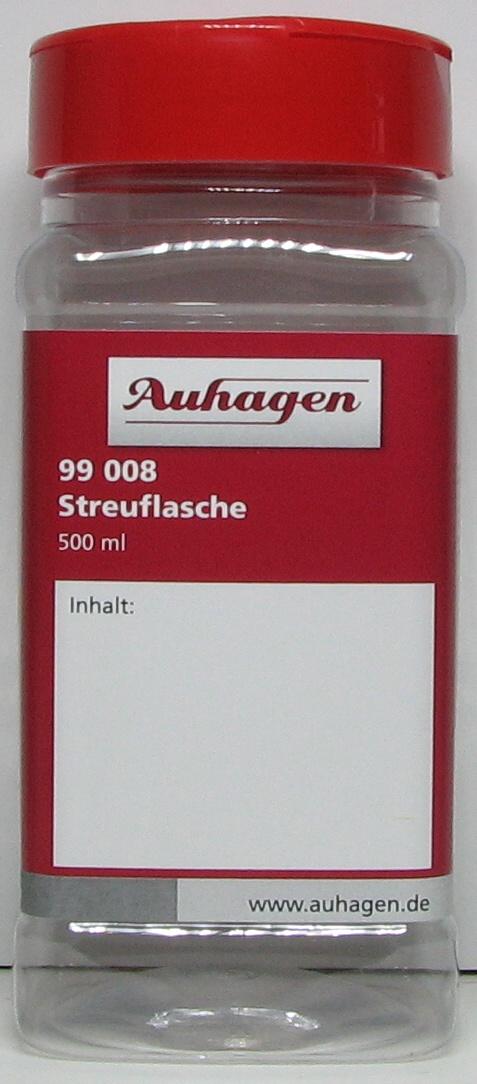 Auhagen
99 008
Streuflasche
500 ml
Inhalt:
www.auhagen.de